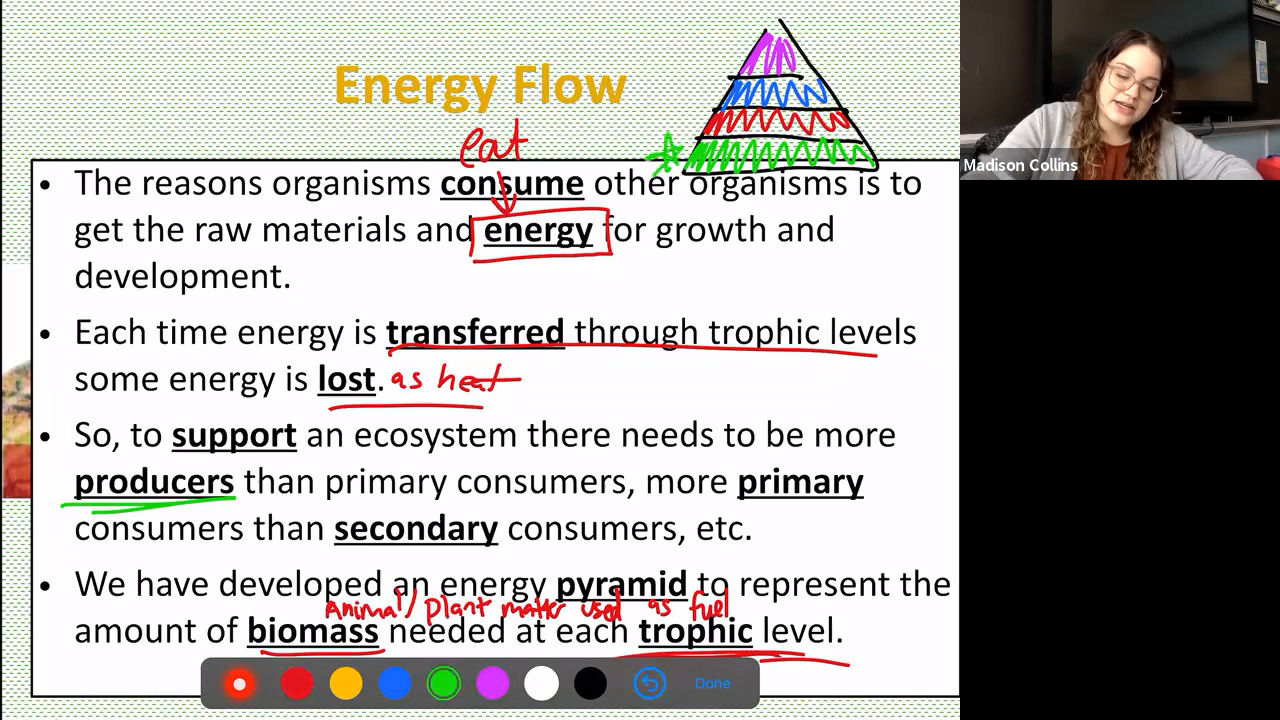 Energy Flow
eat
• The reasons organisms consume other organisms is to
get the raw materials and energy for growth and
development.
• Each time energy is transferred through trophic levels
some energy is lost. as heat
• So, to support an ecosystem there needs to be more
producers than primary consumers, more primary
consumers than secondary consumers, etc.
• We have developed an energy pyramid to represent the
Animal/plant matter used as fuel
amount of biomass needed at each trophic level.
Done
Madison Collins